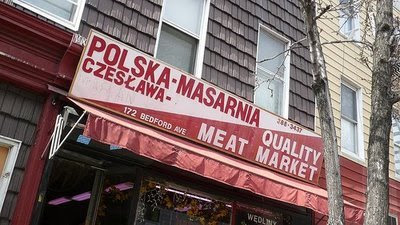 POLSKA-MASARNIA
CZESŁAWA-
388-3437
172 BEDFORD AVE
QUALITY
MEAT MARKET
WEDLINY